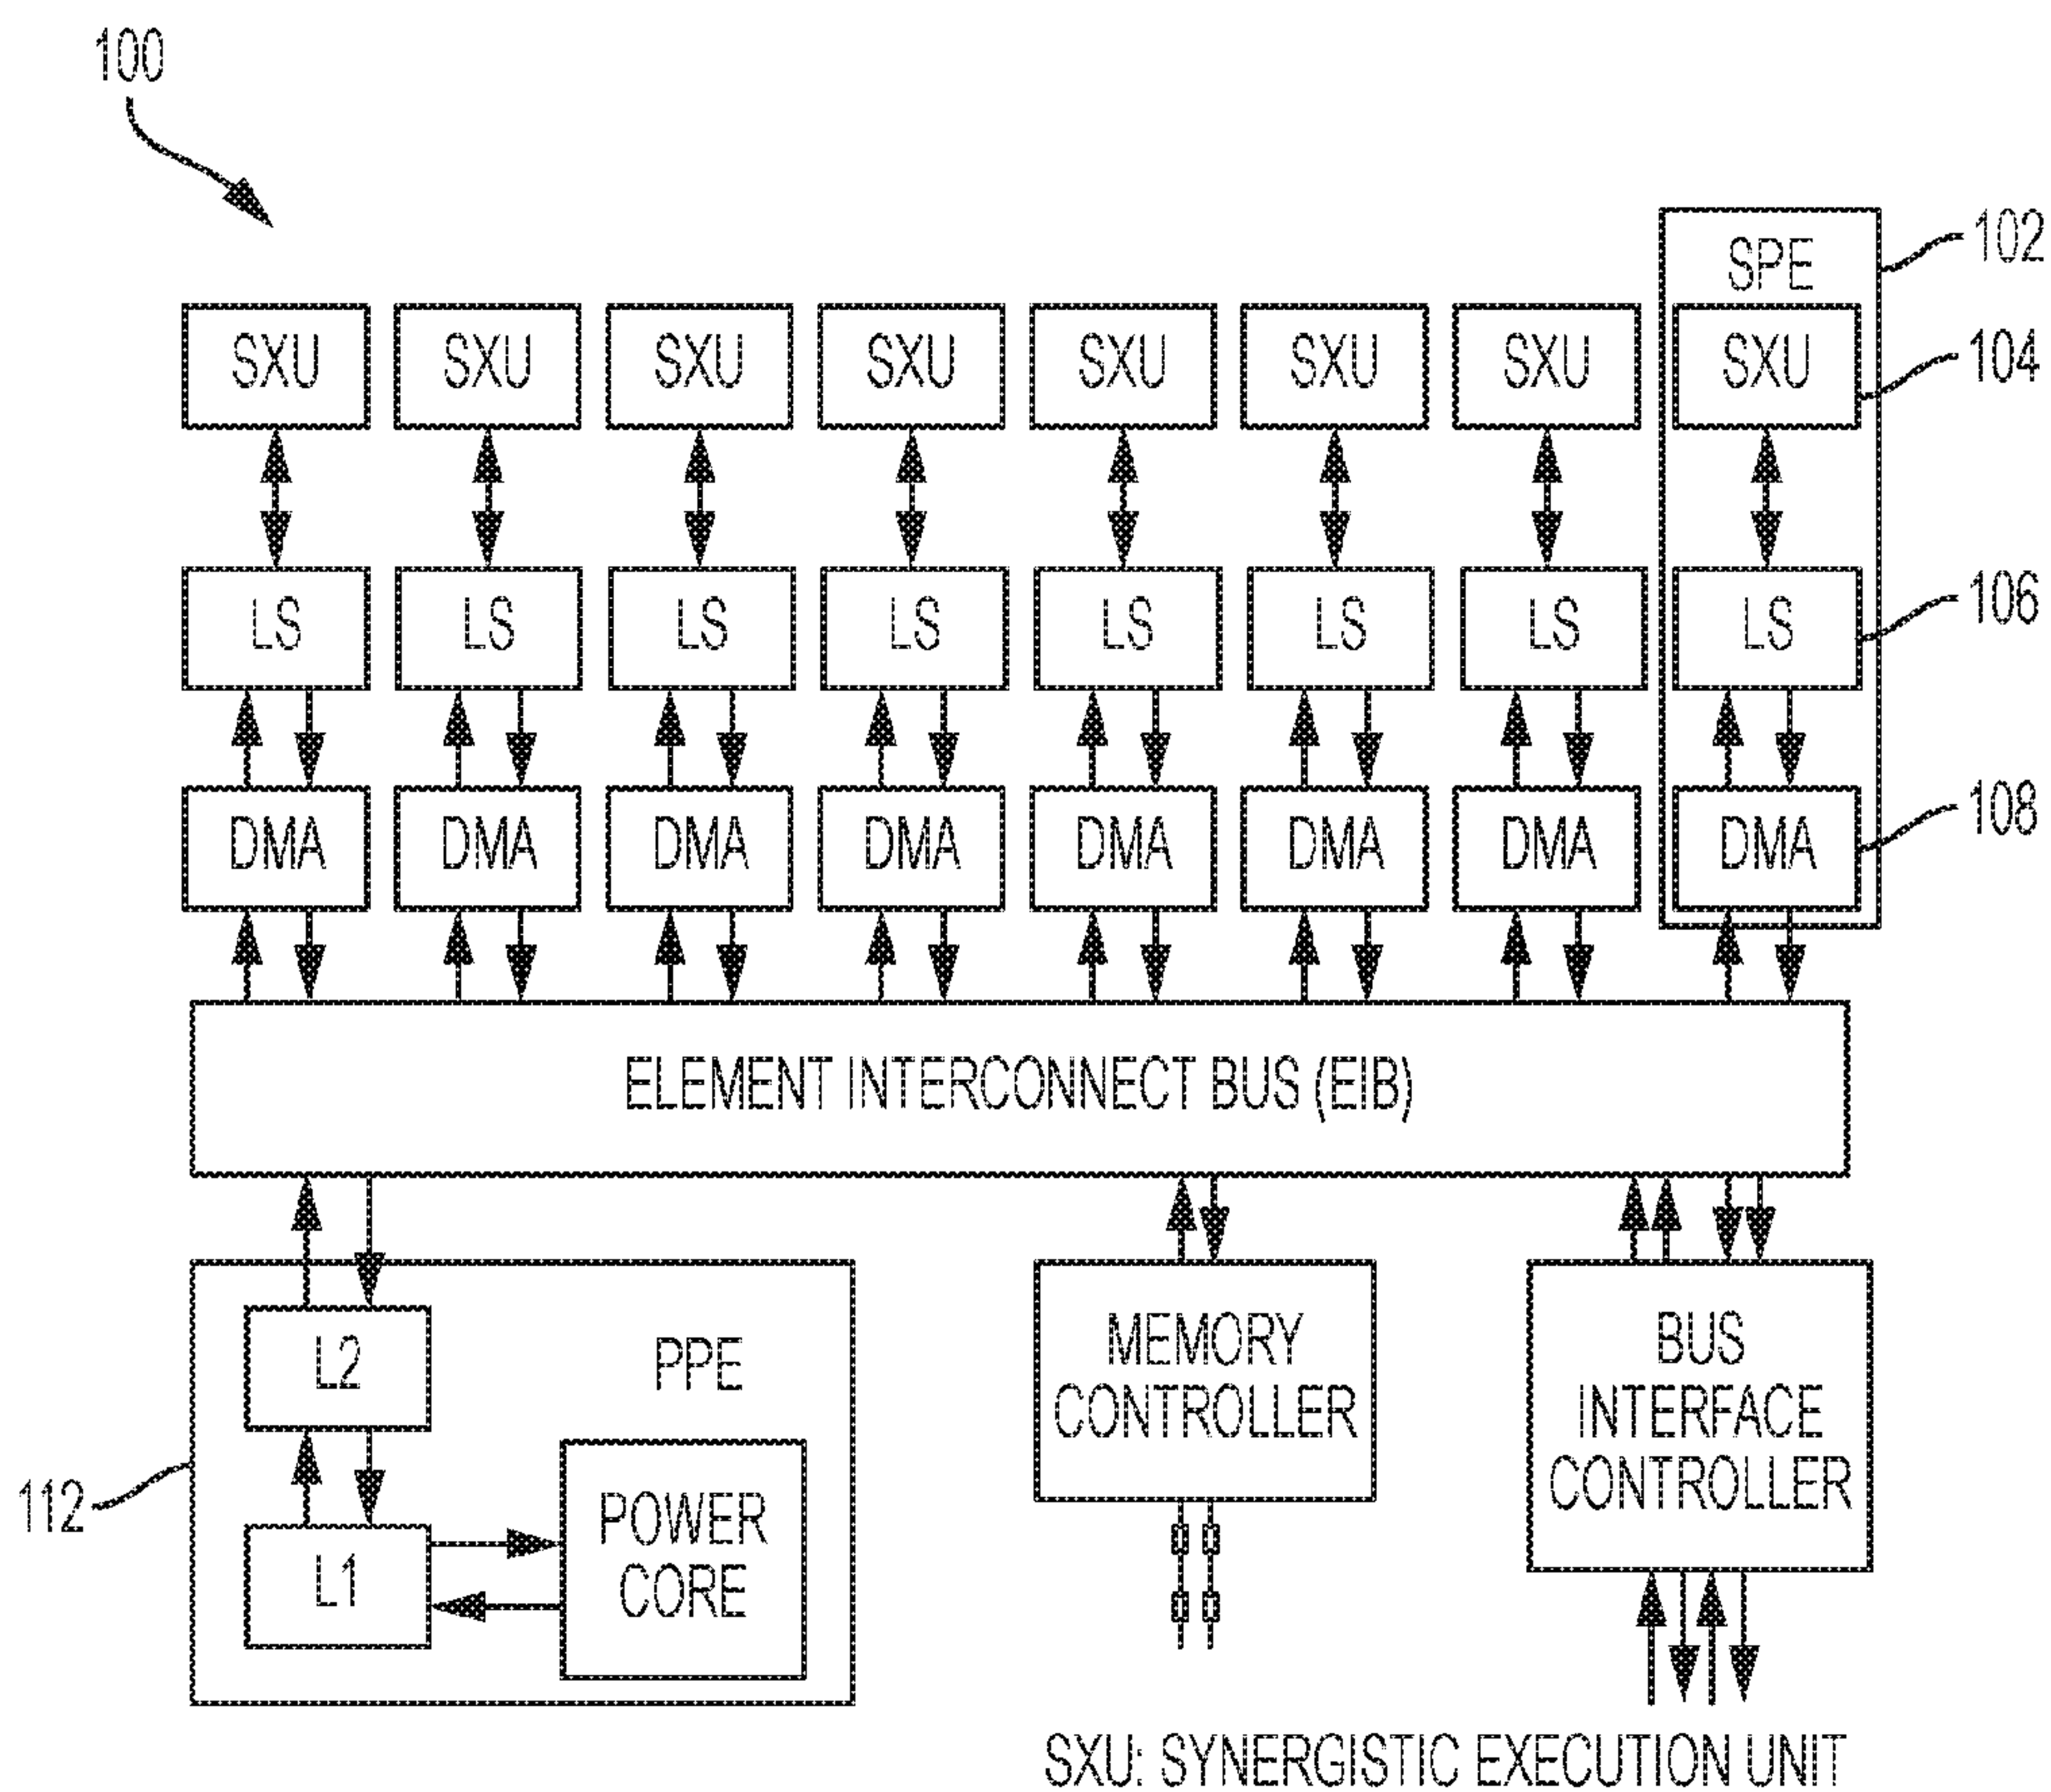 100
102
SPE
SXU SXU SXU SXU SXU SXU SXU SXU
104
LS LS LS LS LS LS LS LS
106
DMA DMA DMA DMA DMA DMA DMA DMA
108
ELEMENT INTERCONNECT BUS (EIB)
L2
PPE
112
L1
POWER
CORE
MEMORY
CONTROLLER
BUS
INTERFACE
CONTROLLER
SXU: SYNERGISTIC EXECUTION UNIT